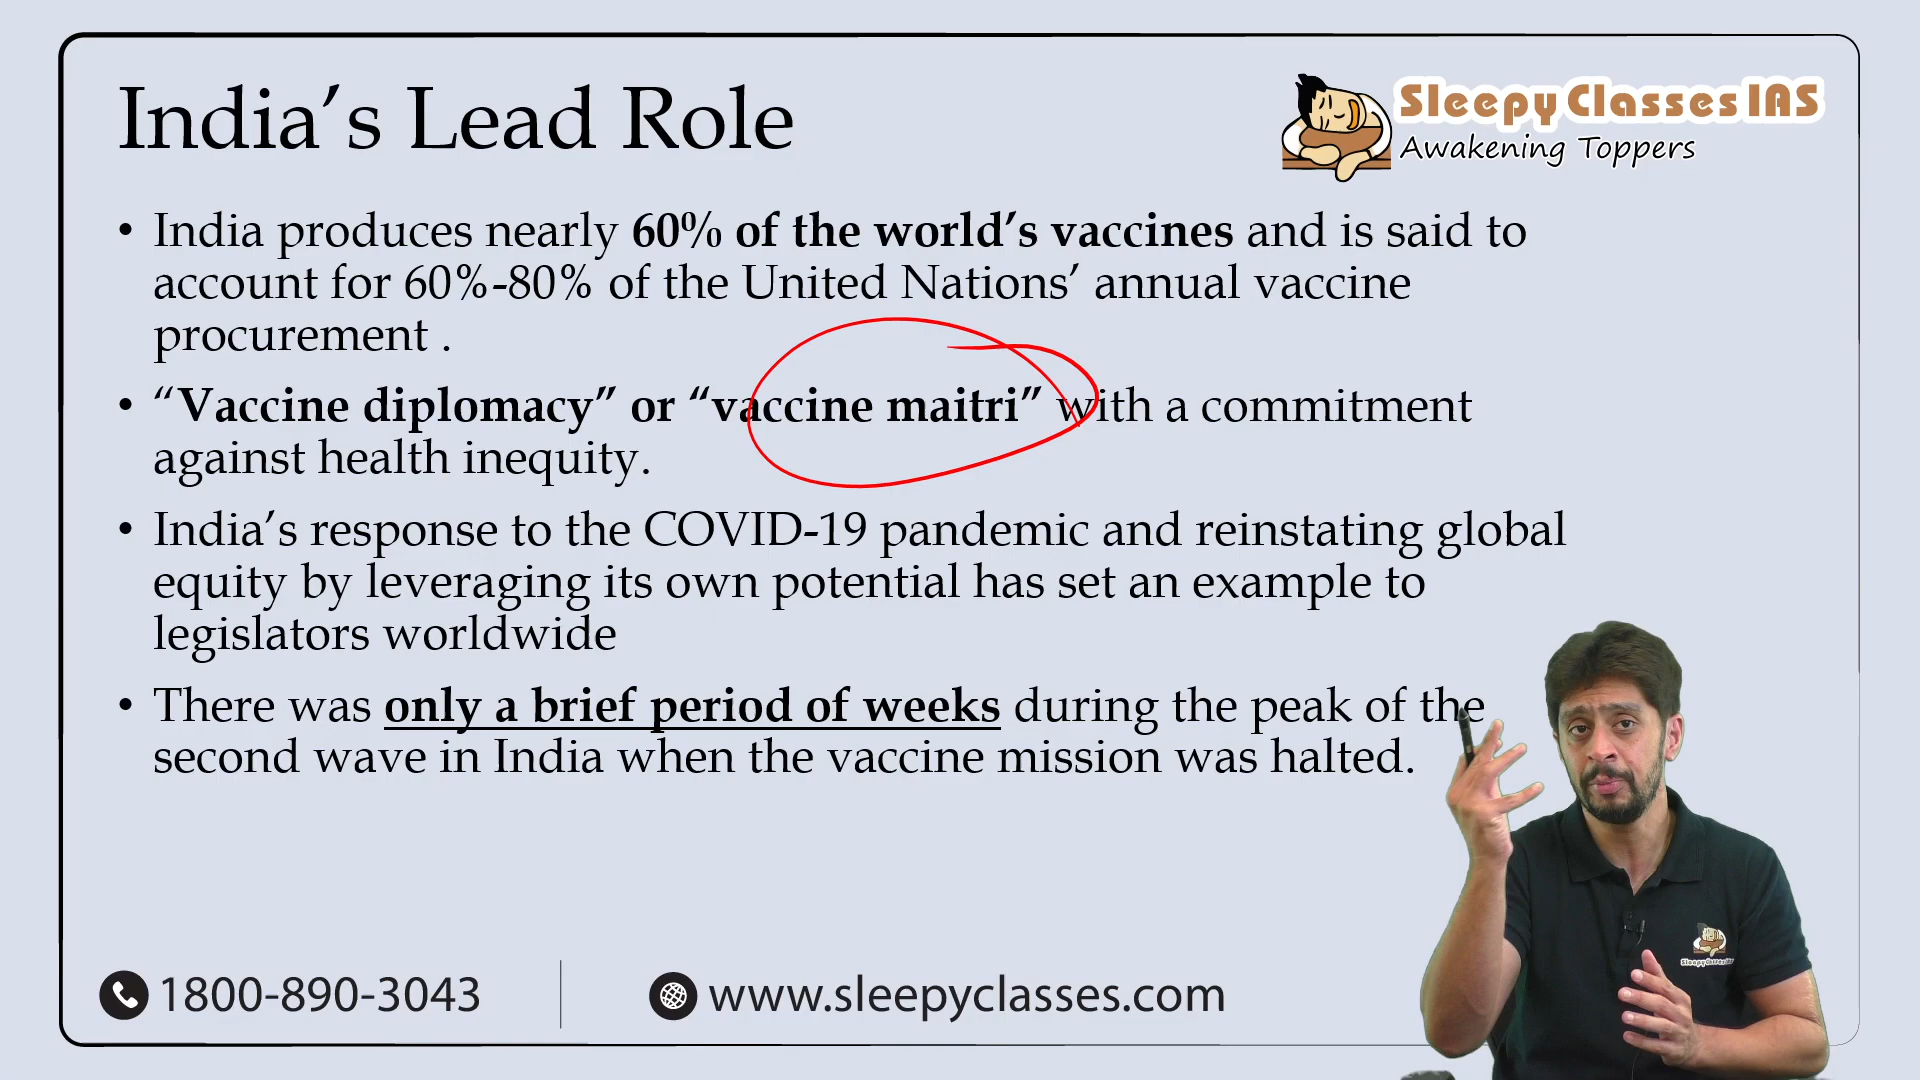 India’s Lead Role
Sleepy Classes IAS
Awakening Toppers
• India produces nearly 60% of the world’s vaccines and is said to
account for 60%-80% of the United Nations’ annual vaccine
procurement .
• “Vaccine diplomacy” or “vaccine maitri” with a commitment
against health inequity.
• India’s response to the COVID-19 pandemic and reinstating global
equity by leveraging its own potential has set an example to
legislators worldwide
• There was only a brief period of weeks during the peak of the
second wave in India when the vaccine mission was halted.
Sleepy Classes IAS
1800-890-3043
www.sleepyclasses.com